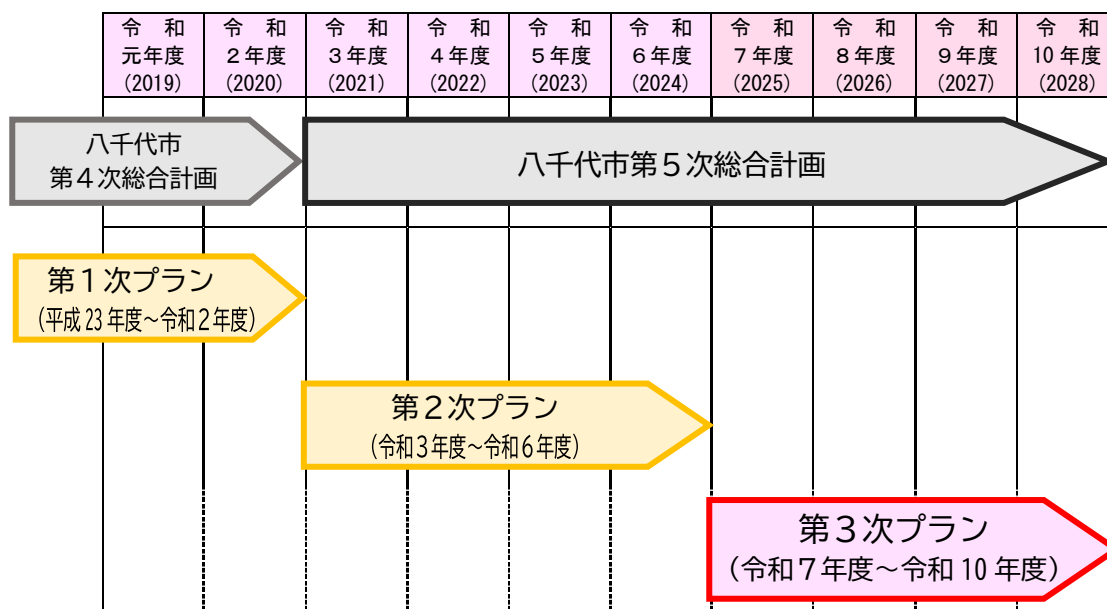 令和
元年度
(2019)
令和
2年度
(2020)
令和
3年度
(2021)
令和
4年度
(2022)
令和
5年度
(2023)
令和
6年度
(2024)
令和
7年度
(2025)
令和
8年度
(2026)
令和
9年度
(2027)
令和
10年度
(2028)
八千代市
第4次総合計画
八千代市第5次総合計画
第1次プラン
(平成23年度～令和2年度)
第2次プラン
(令和3年度～令和6年度)
第3次プラン
(令和7年度～令和10年度)